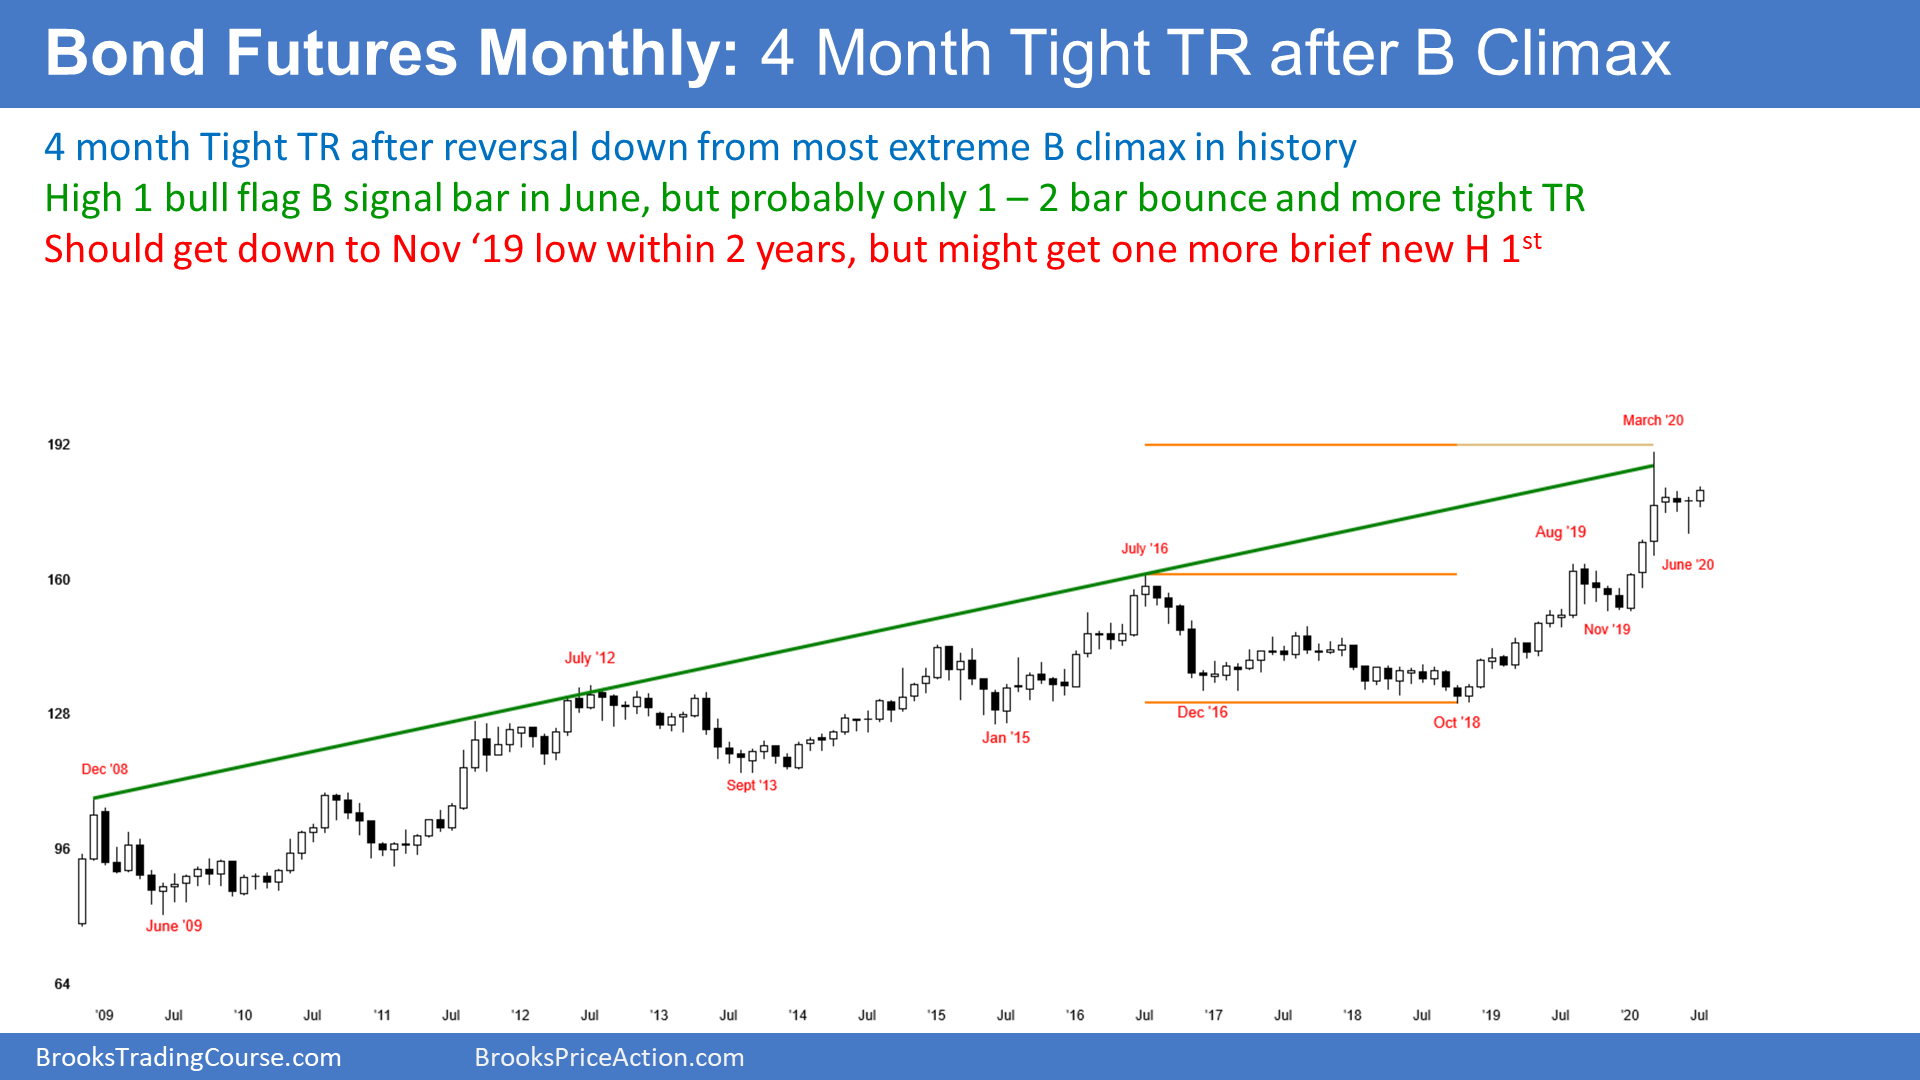 Bond Futures Monthly: 4 Month Tight TR after B Climax
4 month Tight TR after reversal down from most extreme B climax in history
High 1 bull flag B signal bar in June, but probably only 1 – 2 bar bounce and more tight TR
Should get down to Nov ‘19 low within 2 years, but might get one more brief new H 1st
March '20
192
Aug '19
July '16
June '20
160
Nov '19
July '12
128
Dec '16
Oct '18
Jan '15
Dec '08
Sept '13
96
June '09
64
'09 Jul '10 Jul '11 Jul '12 Jul '13 Jul '14 Jul '15 Jul '16 Jul '17 Jul '18 Jul '19 Jul '20 Jul
BrooksTradingCourse.com BrooksPriceAction.com